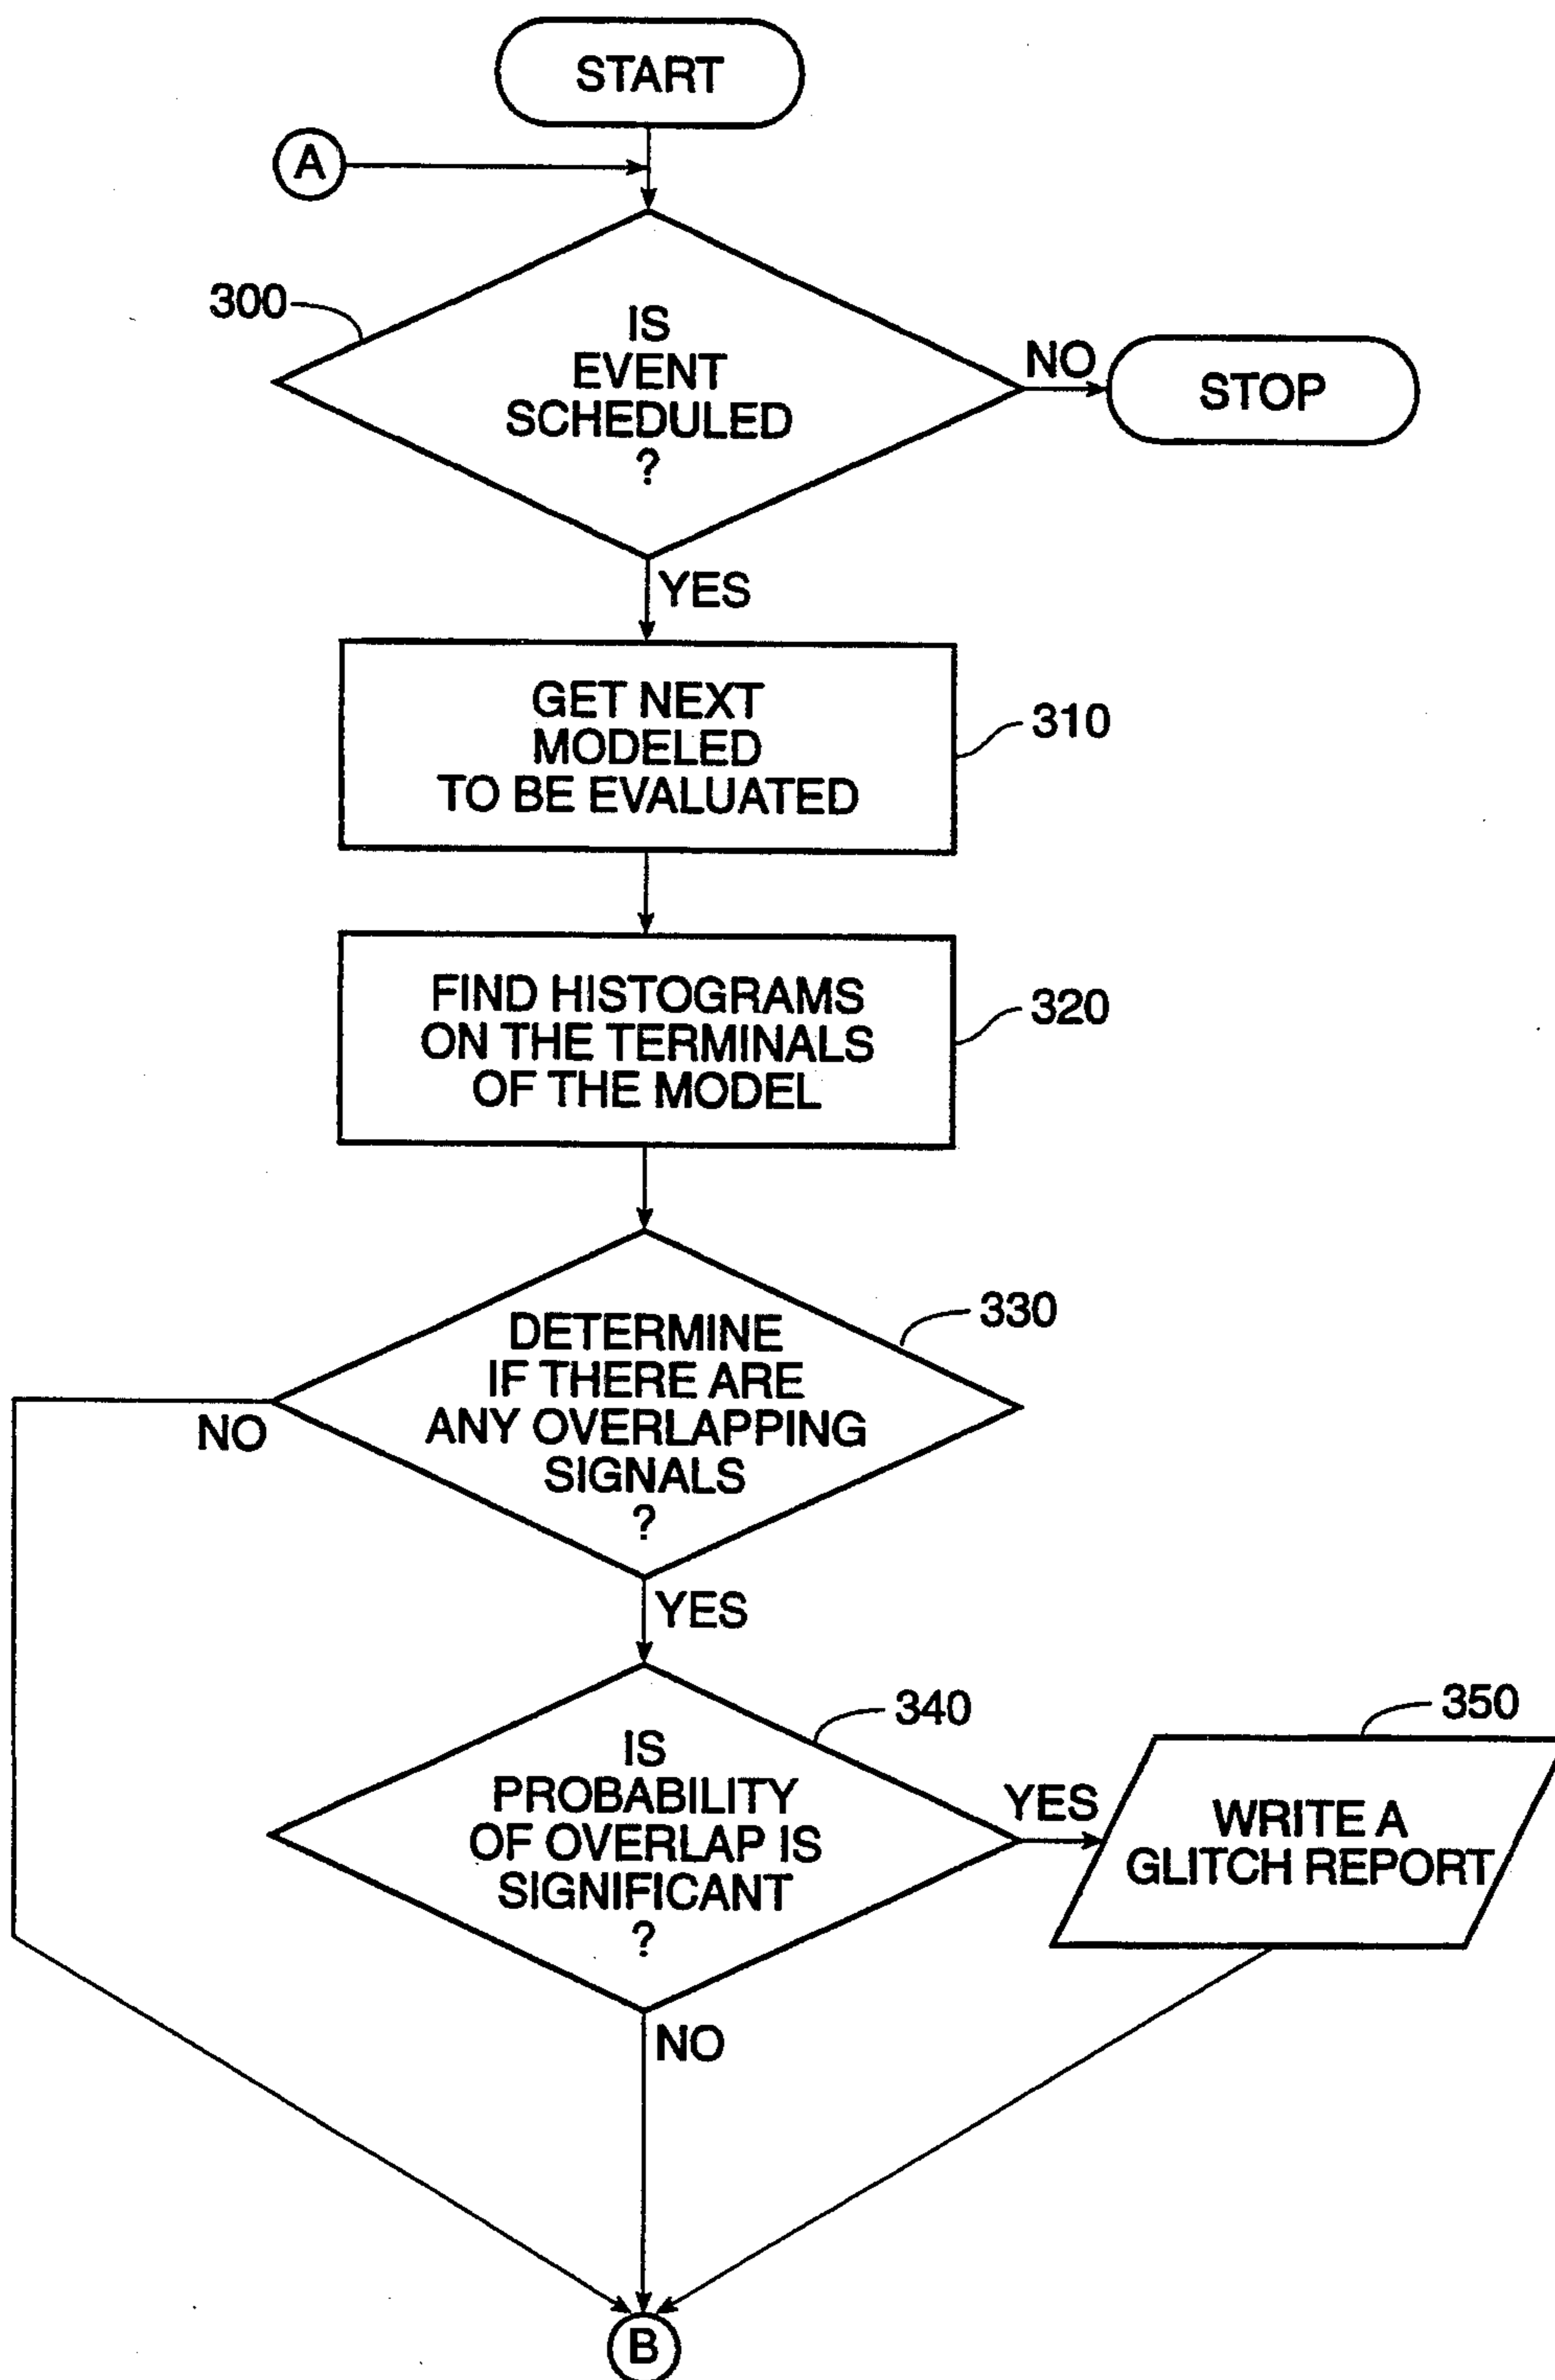 START
A
300
IS
EVENT
SCHEDULED
?
NO
STOP
YES
GET NEXT
MODELED
TO BE EVALUATED
310
FIND HISTOGRAMS
ON THE TERMINALS
OF THE MODEL
320
330
DETERMINE
IF THERE ARE
ANY OVERLAPPING
SIGNALS
?
NO
YES
340
350
IS
PROBABILITY
OF OVERLAP IS
SIGNIFICANT
?
YES
WRITE A
GLITCH REPORT
NO
B